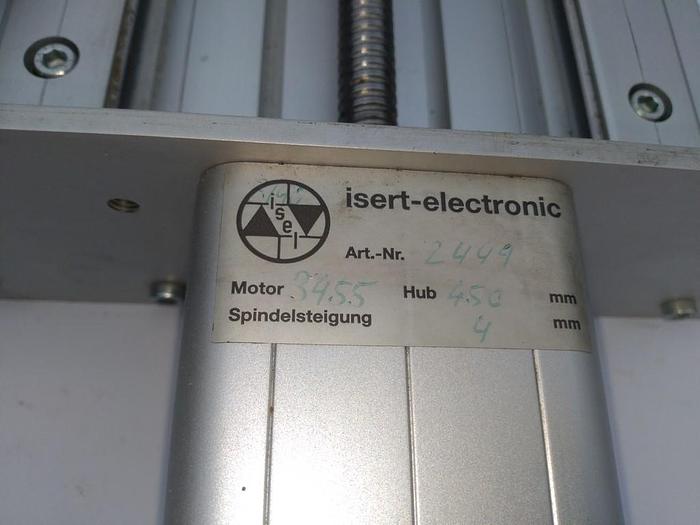 isel
isert-electronic
Art.-Nr. 2449
Motor 3455 Hub 450 mm
Spindelsteigung 4 mm